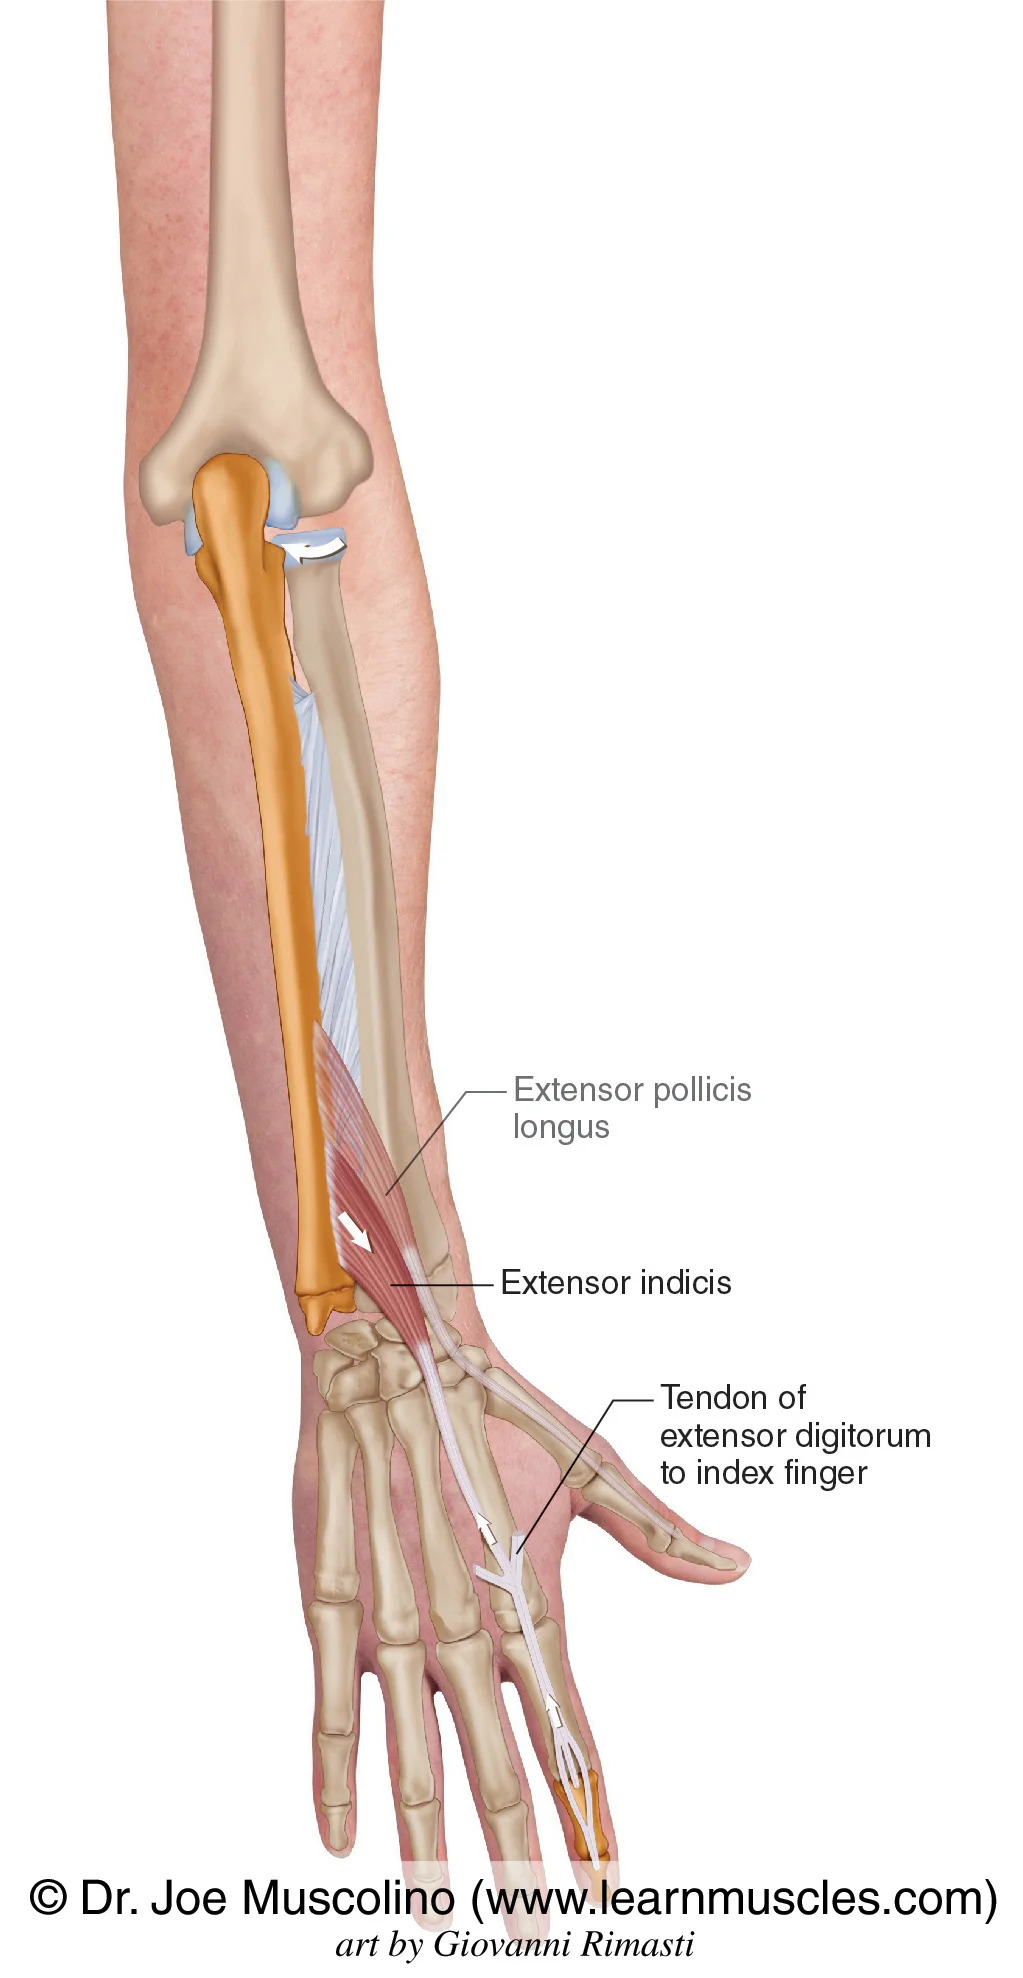 Extensor pollicis
longus
Extensor indicis
Tendon of
extensor digitorum
to index finger
© Dr. Joe Muscolino (www.learnmuscles.com)
art by Giovanni Rimasti